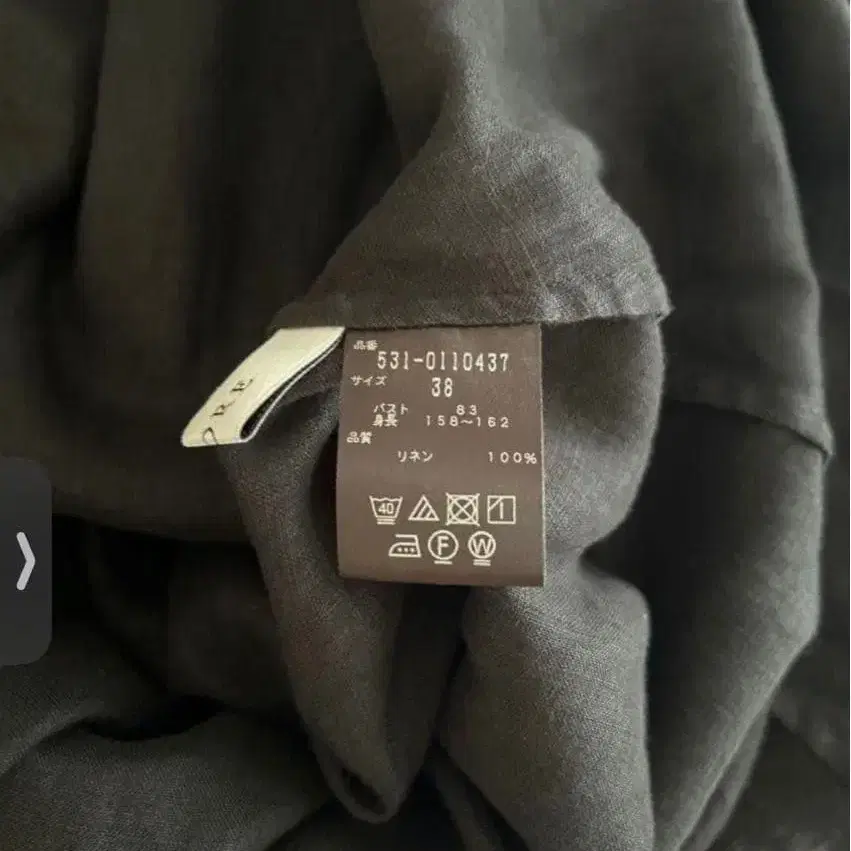 品番
531-0110437
サイズ
38
バスト 83
身長 158~162
品質
リネン 100%
40
F W